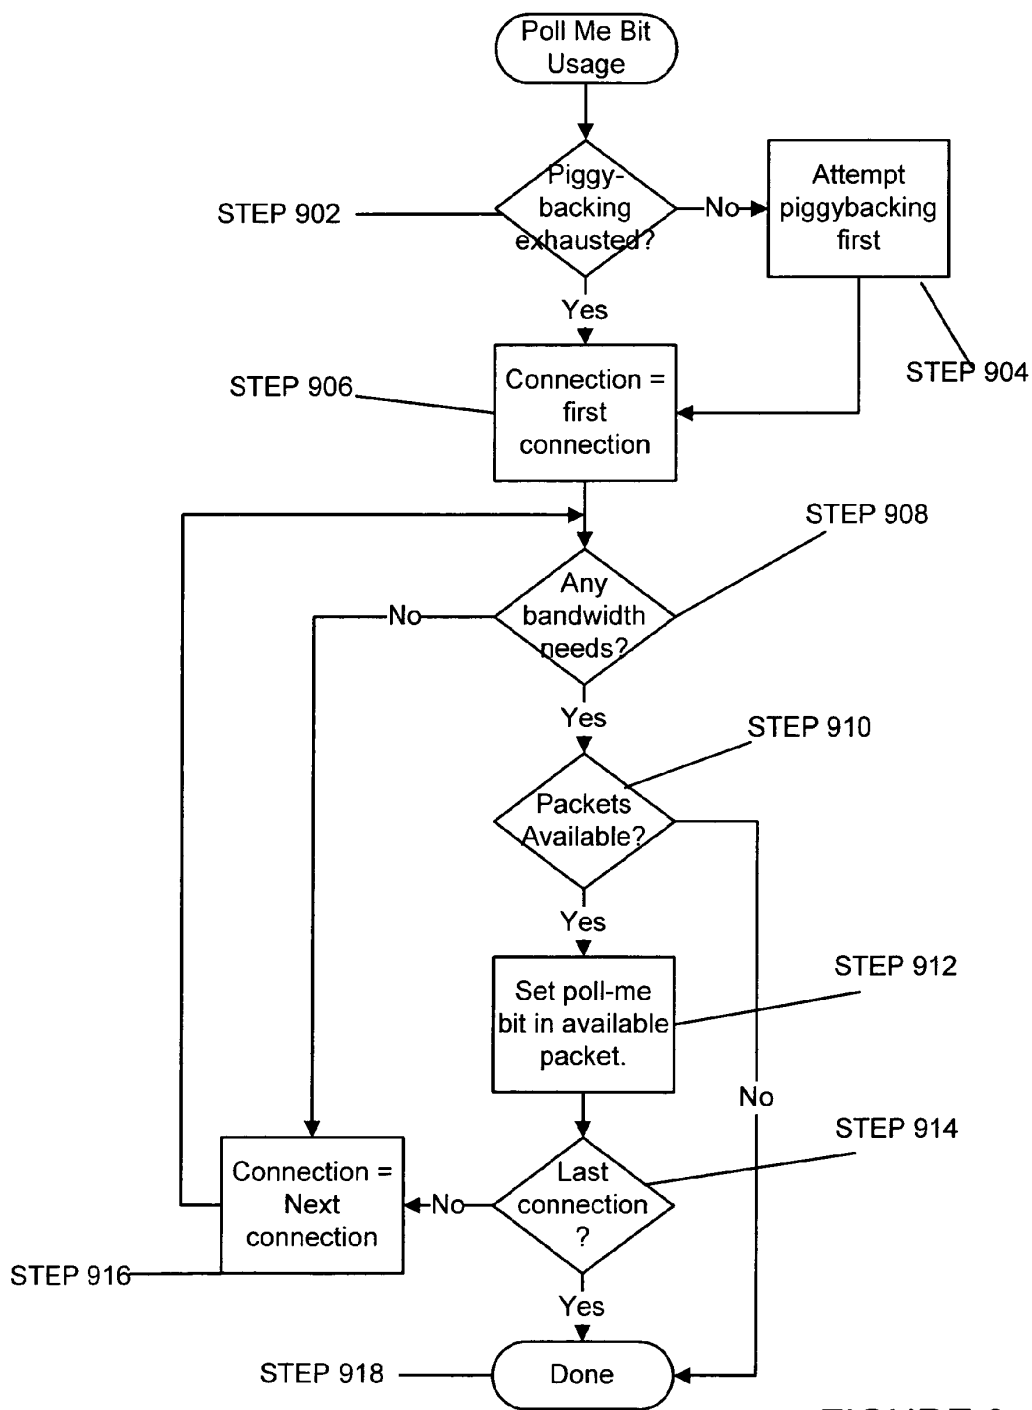 Poll Me Bit
Usage
Piggy-
backing
exhausted?
STEP 902
No
Attempt
piggybacking
first
STEP 904
Yes
STEP 906
Connection =
first
connection
STEP 908
Any
bandwidth
needs?
No
Yes
STEP 910
Packets
Available?
Yes
STEP 912
Set poll-me
bit in available
packet.
No
STEP 914
Last
connection
?
No
Connection =
Next
connection
STEP 916
Yes
STEP 918
Done